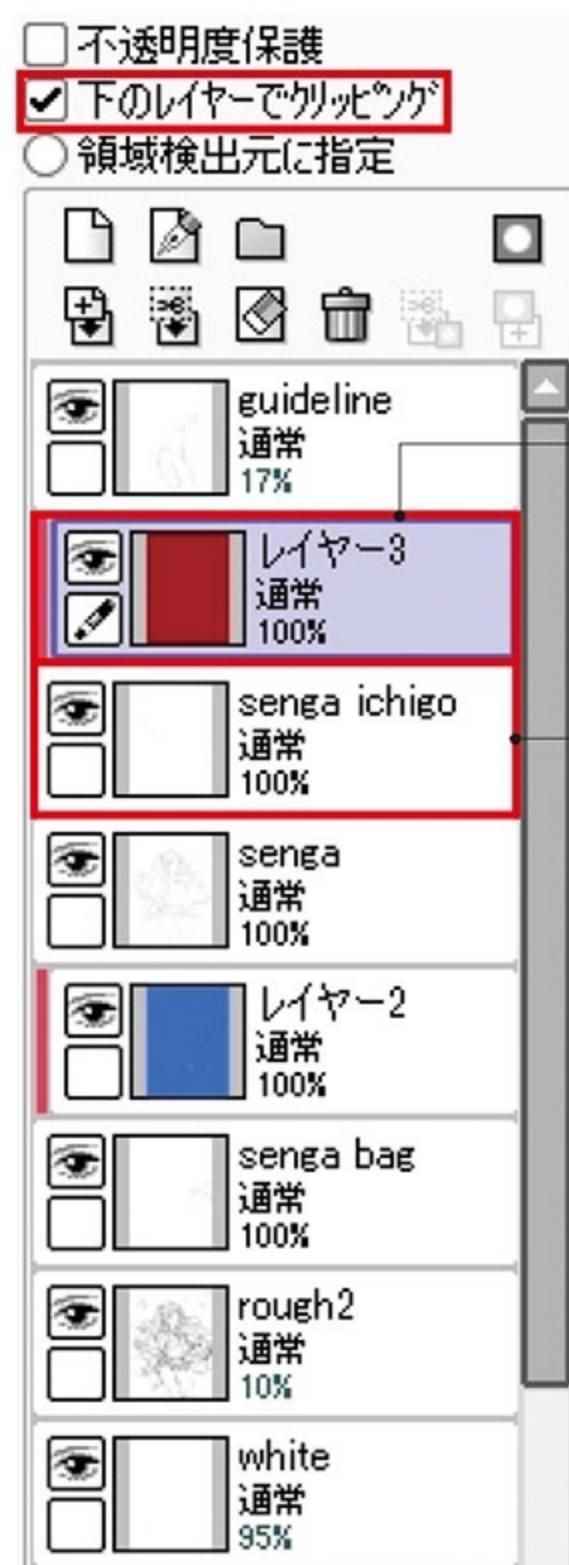 不透明度保護
下のレイヤーでクリッピング
領域検出元に指定
guideline
通常
17%
レイヤー3
通常
100%
senga ichigo
通常
100%
senga
通常
100%
レイヤー2
通常
100%
senga bag
通常
100%
rough2
通常
10%
white
通常
95%